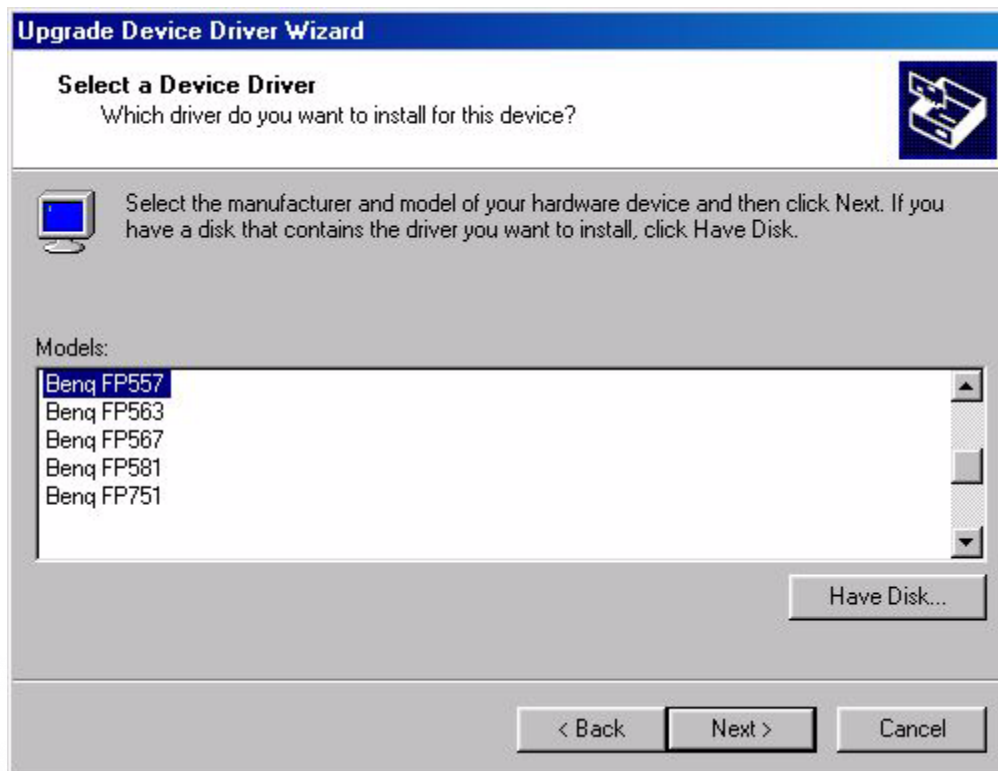 Upgrade Device Driver Wizard
Select a Device Driver
Which driver do you want to install for this device?
Select the manufacturer and model of your hardware device and then click Next. If you
have a disk that contains the driver you want to install, click Have Disk.
Models:
Benq FP557
Benq FP563
Benq FP567
Benq FP581
Benq FP751
Have Disk...
< Back
Next >
Cancel